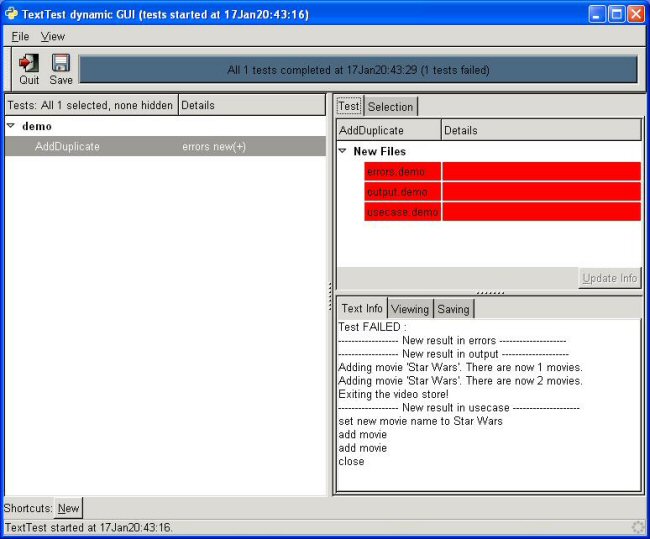 TextTest dynamic GUI (tests started at 17Jan20:43:16)
File View
Quit Save
All 1 tests completed at 17Jan20:43:29 (1 tests failed)
Tests: All 1 selected, none hidden Details
demo
AddDuplicate errors new(+)
Test Selection
AddDuplicate Details
New Files
errors.demo
output.demo
usecase.demo
Update Info
Text Info Viewing Saving
Test FAILED :
------------------ New result in errors --------------------
------------------ New result in output --------------------
Adding movie 'Star Wars'. There are now 1 movies.
Adding movie 'Star Wars'. There are now 2 movies.
Exiting the video store!
------------------ New result in usecase --------------------
set new movie name to Star Wars
add movie
add movie
close
Shortcuts: New
TextTest started at 17Jan20:43:16.